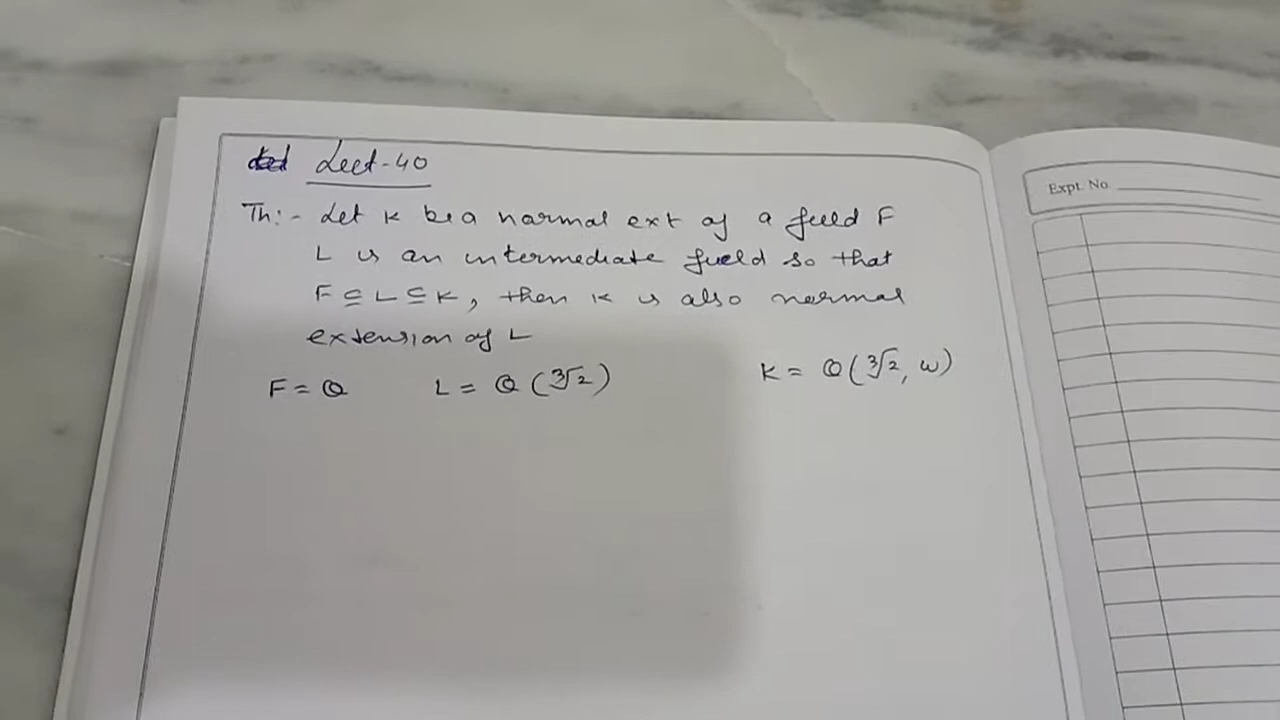 Lect-40
Th:- Let K be a normal ext of a field F
L is an intermediate field so that
F ⊆ L ⊆ K, then K is also normal
extension of L
F = Q L = Q (∛2) K = Q(∛2, ω)
Expt. No.